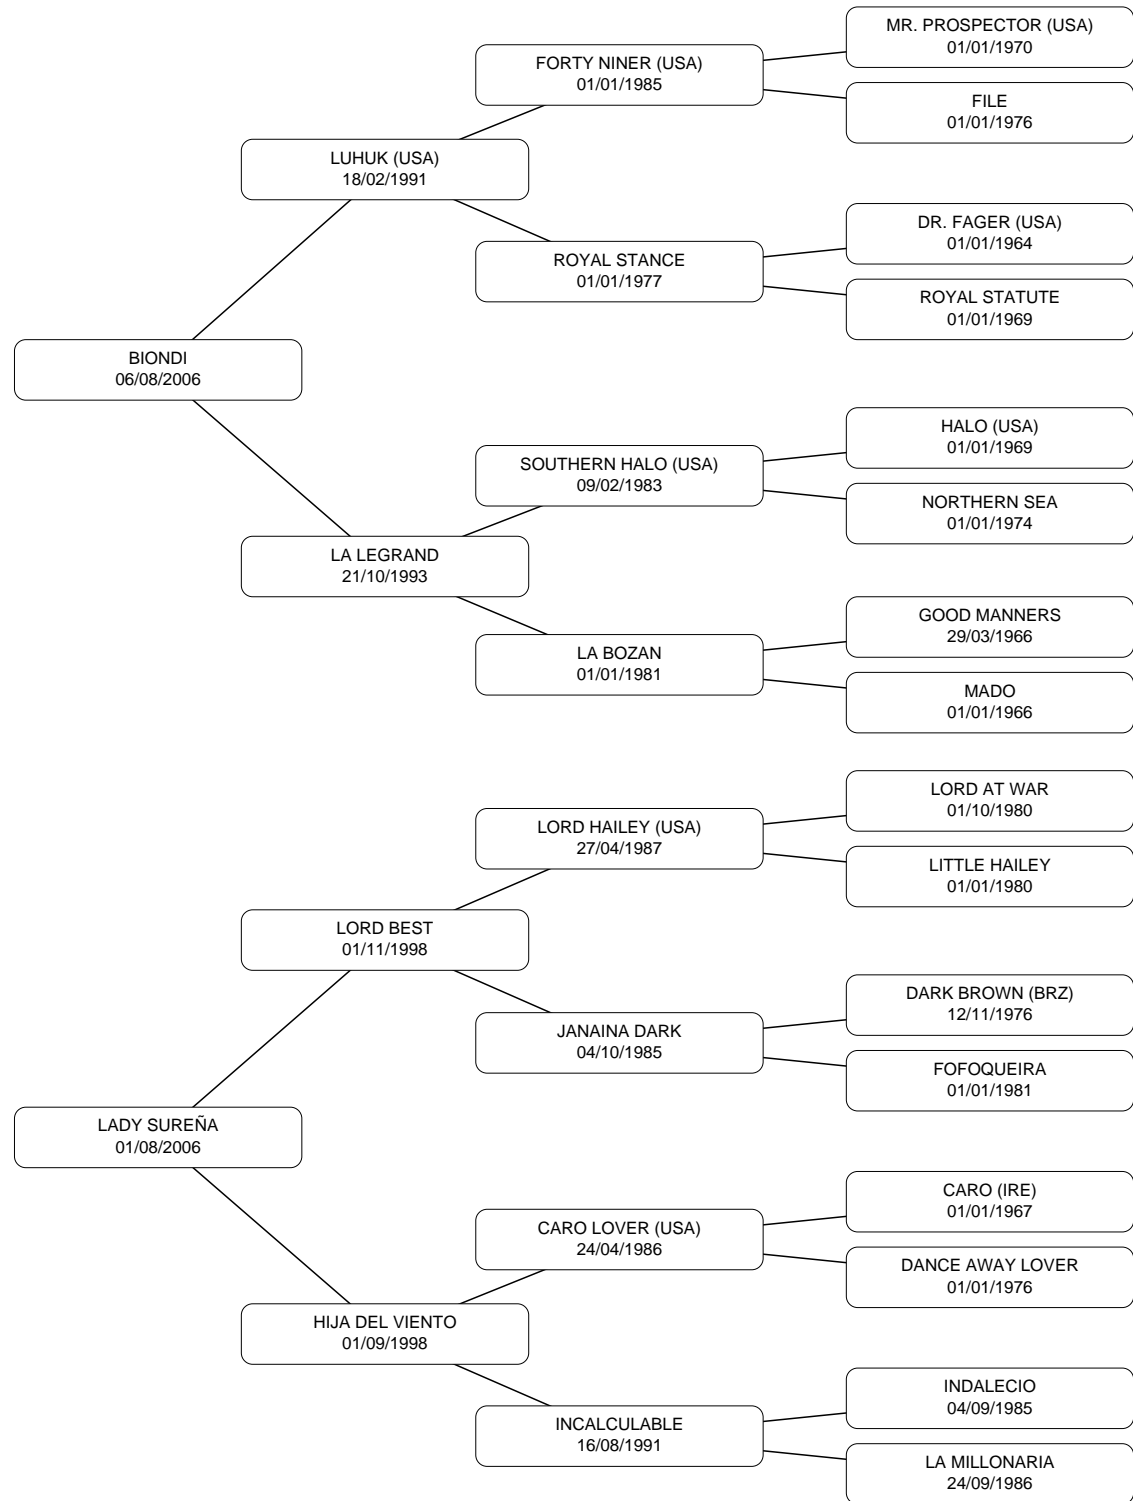 MR. PROSPECTOR (USA)
01/01/1970
FORTY NINER (USA)
01/01/1985
FILE
01/01/1976
LUHUK (USA)
18/02/1991
DR. FAGER (USA)
01/01/1964
ROYAL STANCE
01/01/1977
ROYAL STATUTE
01/01/1969
BIONDI
06/08/2006
HALO (USA)
01/01/1969
SOUTHERN HALO (USA)
09/02/1983
NORTHERN SEA
01/01/1974
LA LEGRAND
21/10/1993
GOOD MANNERS
29/03/1966
LA BOZAN
01/01/1981
MADO
01/01/1966
LORD AT WAR
01/10/1980
LORD HAILEY (USA)
27/04/1987
LITTLE HAILEY
01/01/1980
LORD BEST
01/11/1998
DARK BROWN (BRZ)
12/11/1976
JANAINA DARK
04/10/1985
FOFOQUEIRA
01/01/1981
LADY SUREÑA
01/08/2006
CARO (IRE)
01/01/1967
CARO LOVER (USA)
24/04/1986
DANCE AWAY LOVER
01/01/1976
HIJA DEL VIENTO
01/09/1998
INDALECIO
04/09/1985
INCALCULABLE
16/08/1991
LA MILLONARIA
24/09/1986